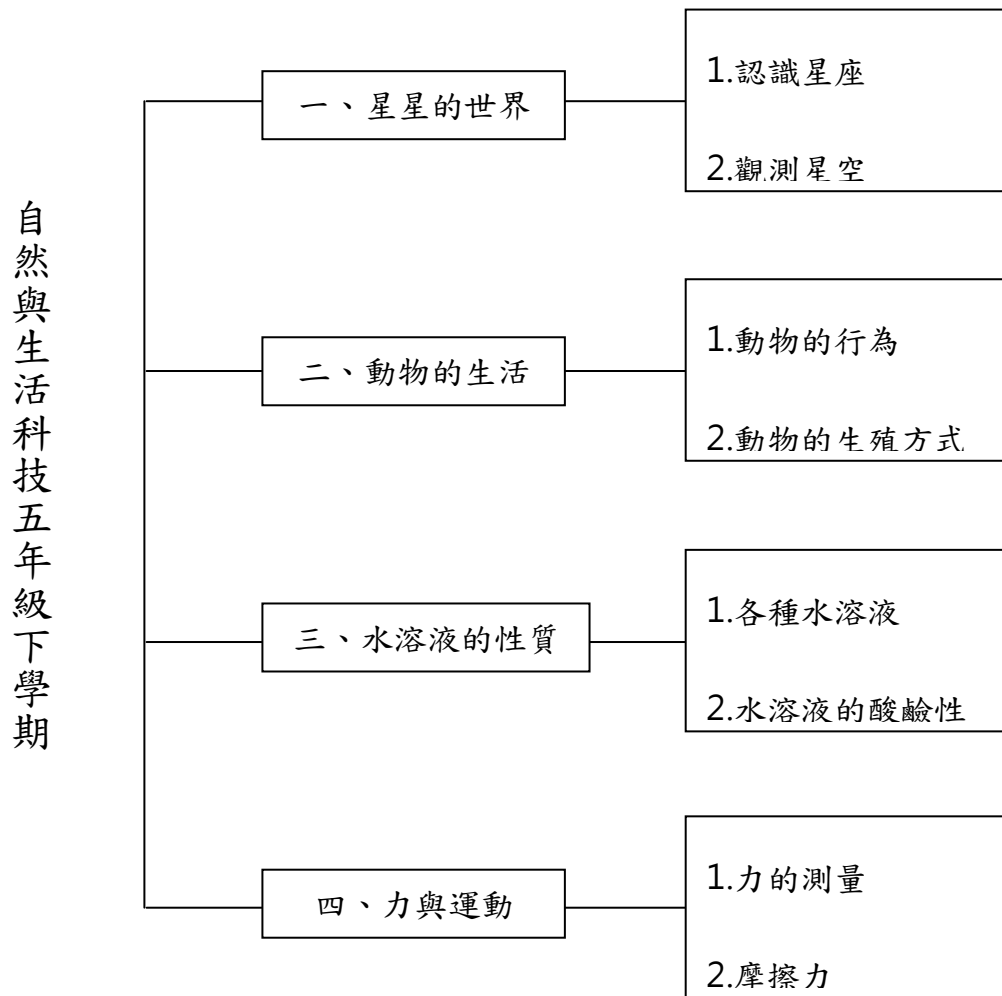 自然與生活科技五年級下學期
一、星星的世界
1.認識星座
2.觀測星空
二、動物的生活
1.動物的行為
2.動物的生殖方式
三、水溶液的性質
1.各種水溶液
2.水溶液的酸鹼性
四、力與運動
1.力的測量
2.摩擦力